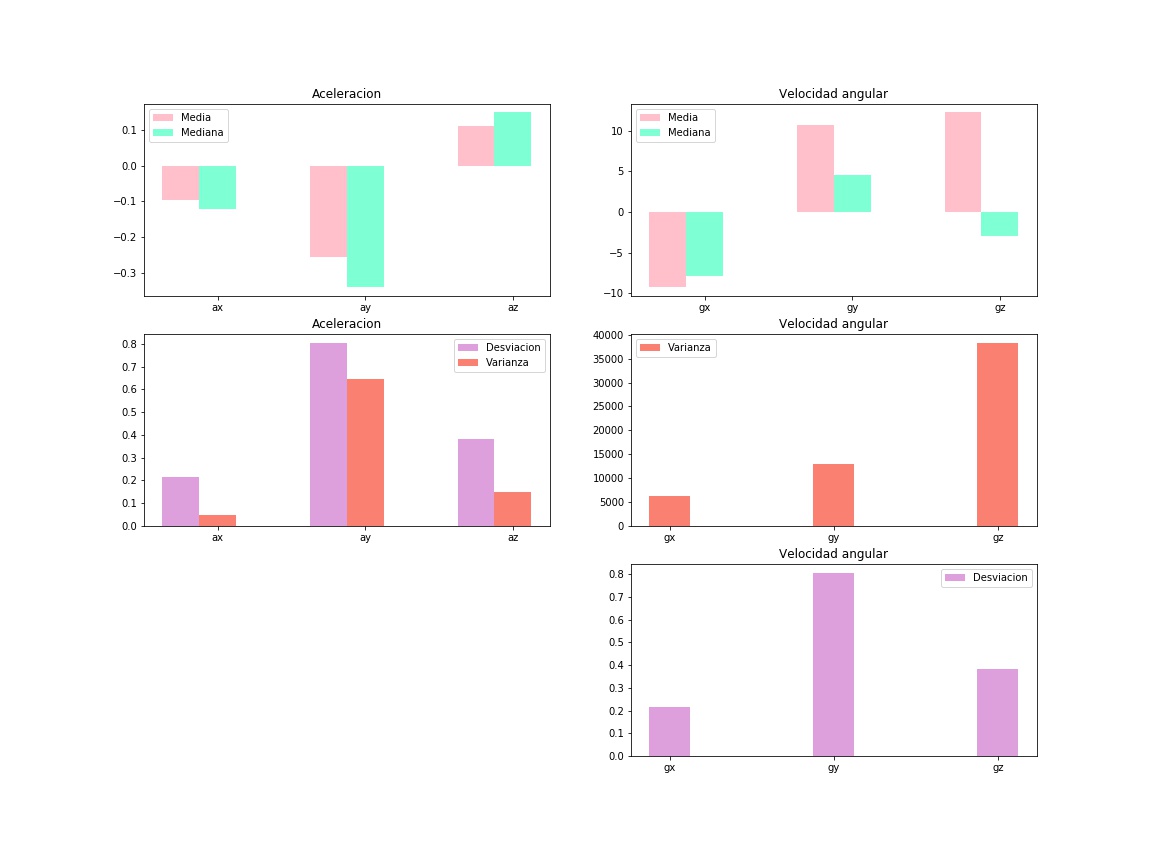 Aceleracion
Media
Mediana
0.1
0.0
−0.1
−0.2
−0.3
ax ay az
Velocidad angular
Media
Mediana
10
5
0
−5
−10
gx gy gz
Aceleracion
Desviacion
Varianza
0.8
0.7
0.6
0.5
0.4
0.3
0.2
0.1
0.0
ax ay az
Velocidad angular
Varianza
40000
35000
30000
25000
20000
15000
10000
5000
0
gx gy gz
Velocidad angular
Desviacion
0.8
0.7
0.6
0.5
0.4
0.3
0.2
0.1
0.0
gx gy gz